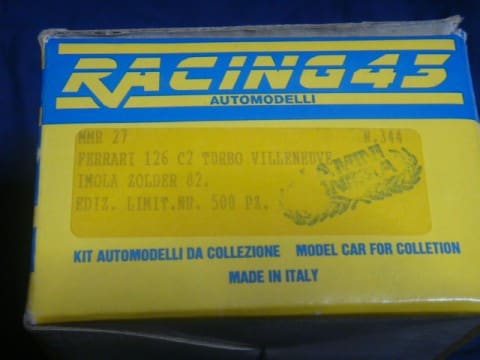 RACING43
AUTOMODELLI
MMR 27 N.344
FERRARI 126 C2 TURBO VILLENEUVE
IMOLA ZOLDER 82.
EDIZ. LIMIT.NR. 500 PZ.
KIT AUTOMODELLI DA COLLEZIONE MODEL CAR FOR COLLETION
MADE IN ITALY